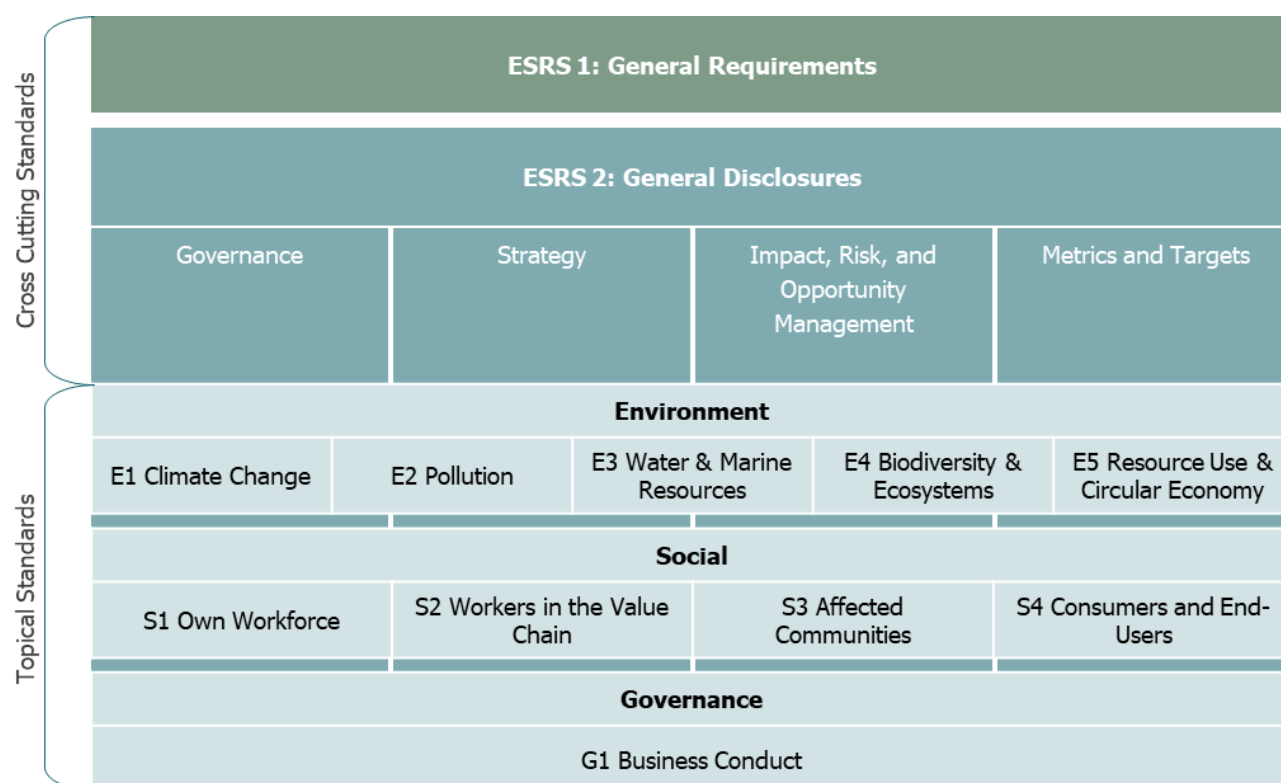 Cross Cutting Standards
ESRS 1: General Requirements
ESRS 2: General Disclosures
Governance
Strategy
Impact, Risk, and
Opportunity
Management
Metrics and Targets
Topical Standards
Environment
E1 Climate Change
E2 Pollution
E3 Water & Marine
Resources
E4 Biodiversity &
Ecosystems
E5 Resource Use &
Circular Economy
Social
S1 Own Workforce
S2 Workers in the Value
Chain
S3 Affected
Communities
S4 Consumers and End-
Users
Governance
G1 Business Conduct